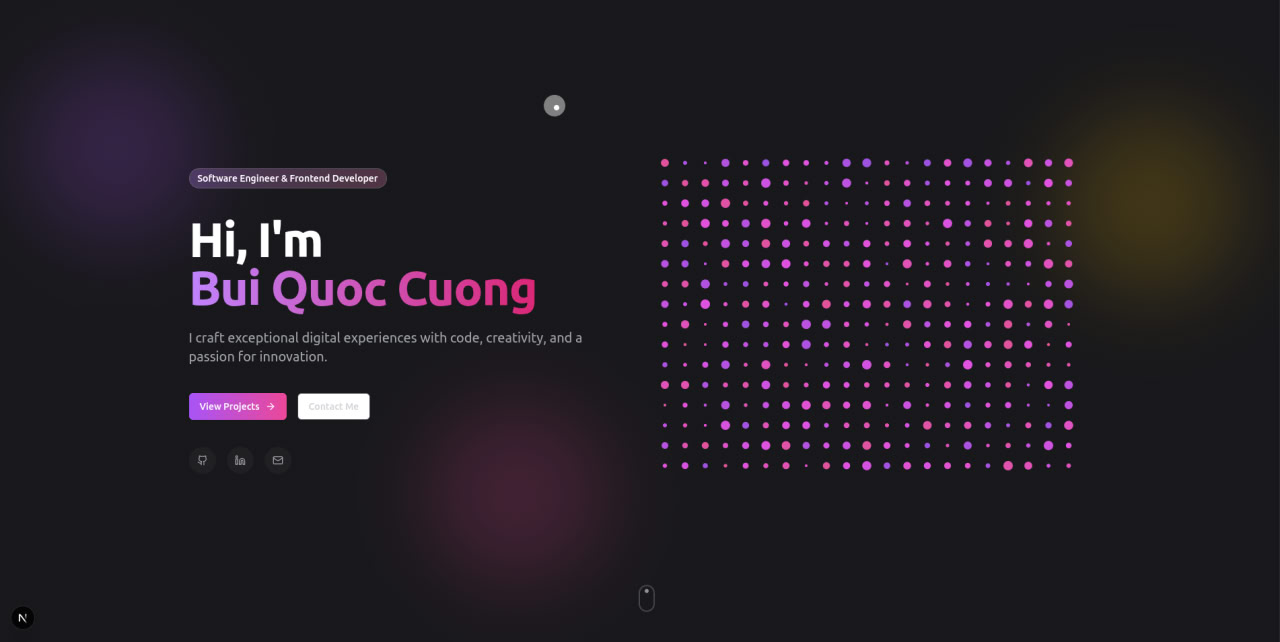 Software Engineer & Frontend Developer
Hi, I'm
Bui Quoc Cuong
I craft exceptional digital experiences with code, creativity, and a
passion for innovation.
View Projects
Contact Me
N